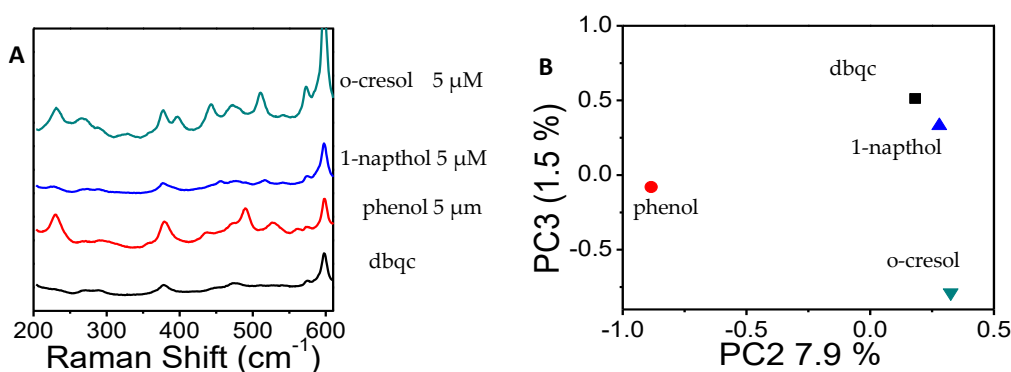 A
o-cresol 5 µM
1-napthol 5 µM
phenol 5 µm
dbqc
200 300 400 500 600
Raman Shift (cm-1)
B
1.0
0.5
0.0
-0.5
PC3 (1.5 %)
dbqc
1-napthol
phenol
o-cresol
-1.0 -0.5 0.0 0.5
PC2 7.9 %